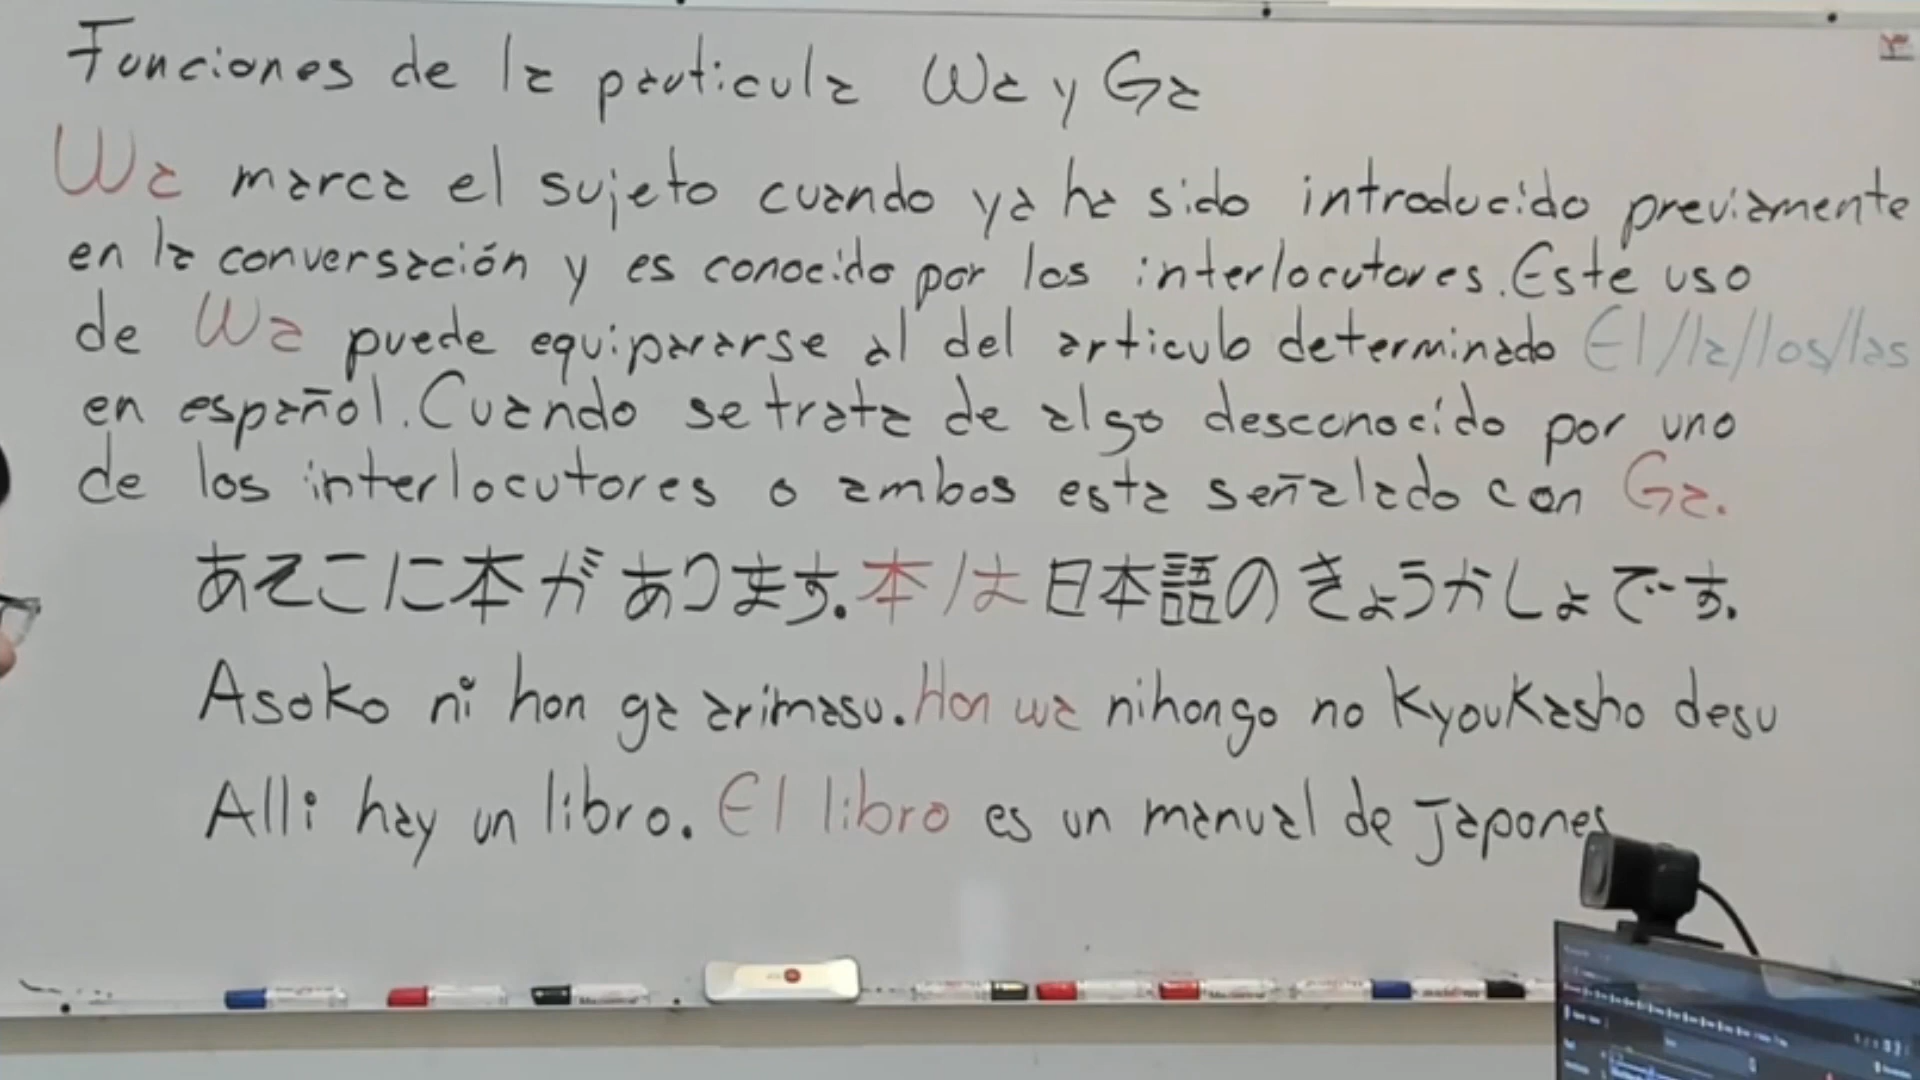 Funciones de la particula Wa y Ga
Wa marca el sujeto cuando ya ha sido introducido previamente
en la conversación y es conocido por los interlocutores. Este uso
de Wa puede equipararse al del articulo determinado El/la/los/las
en español. Cuando se trata de algo desconocido por uno
de los interlocutores o ambos esta señalado con Ga.
あそこに本があります.本は日本語のきょうかしょです.
Asoko ni hon ga arimasu. Hon wa nihongo no kyoukasho desu
Alli hay un libro. El libro es un manual de japones